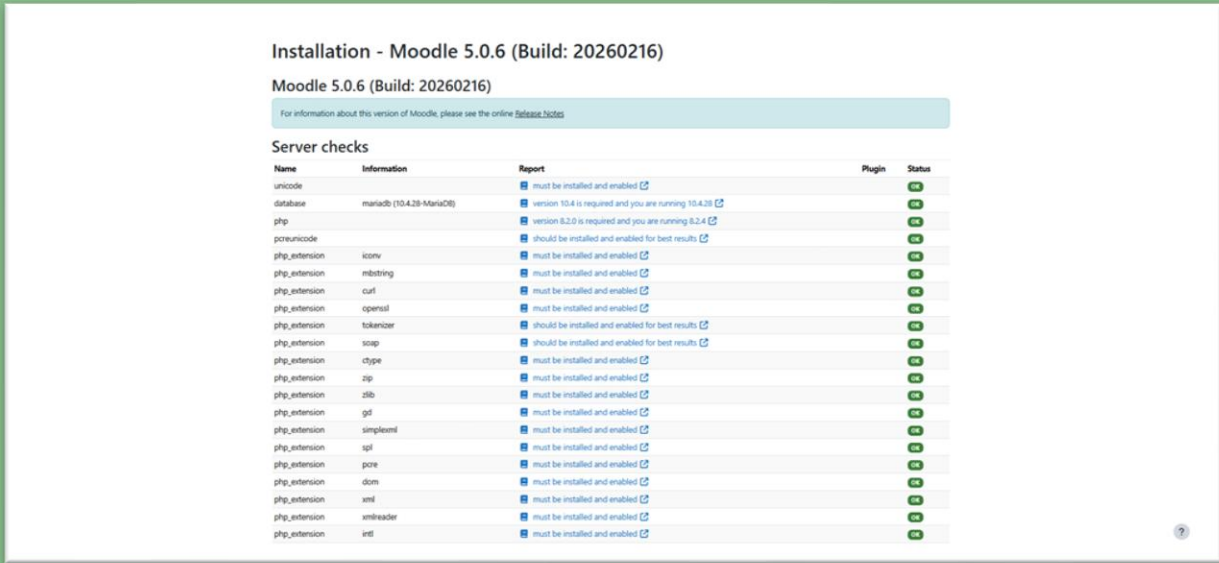 Installation - Moodle 5.0.6 (Build: 20260216)
Moodle 5.0.6 (Build: 20260216)
For information about this version of Moodle, please see the online Release Notes
Server checks
Name Information Report Plugin Status
unicode must be installed and enabled OK
database mariadb (10.4.28-MariaDB) version 10.4 is required and you are running 10.4.28 OK
php version 8.2.0 is required and you are running 8.2.4 OK
pcreunicode should be installed and enabled for best results OK
php_extension iconv must be installed and enabled OK
php_extension mbstring must be installed and enabled OK
php_extension curl must be installed and enabled OK
php_extension openssl must be installed and enabled OK
php_extension tokenizer should be installed and enabled for best results OK
php_extension soap should be installed and enabled for best results OK
php_extension ctype must be installed and enabled OK
php_extension zip must be installed and enabled OK
php_extension zlib must be installed and enabled OK
php_extension gd must be installed and enabled OK
php_extension simplexml must be installed and enabled OK
php_extension spl must be installed and enabled OK
php_extension pcre must be installed and enabled OK
php_extension dom must be installed and enabled OK
php_extension xml must be installed and enabled OK
php_extension xmlreader must be installed and enabled OK
php_extension intl must be installed and enabled OK
?